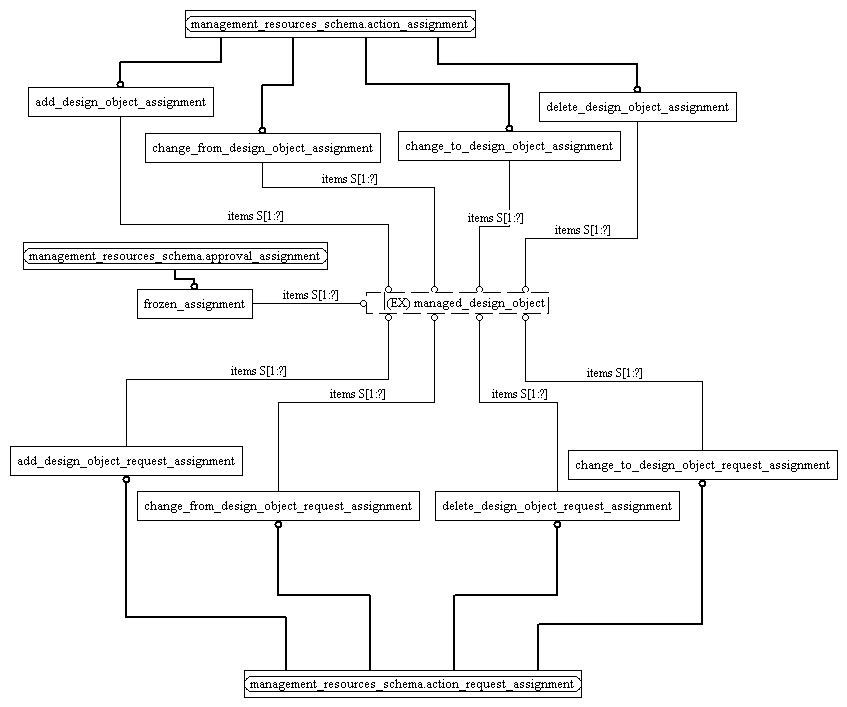 management_resources_schema.action_assignment
add_design_object_assignment
delete_design_object_assignment
change_from_design_object_assignment
change_to_design_object_assignment
items S[1:?]
items S[1:?]
items S[1:?]
items S[1:?]
management_resources_schema.approval_assignment
frozen_assignment
items S[1:?]
(EX) managed_design_object
items S[1:?]
items S[1:?]
items S[1:?]
items S[1:?]
add_design_object_request_assignment
change_to_design_object_request_assignment
change_from_design_object_request_assignment
delete_design_object_request_assignment
management_resources_schema.action_request_assignment